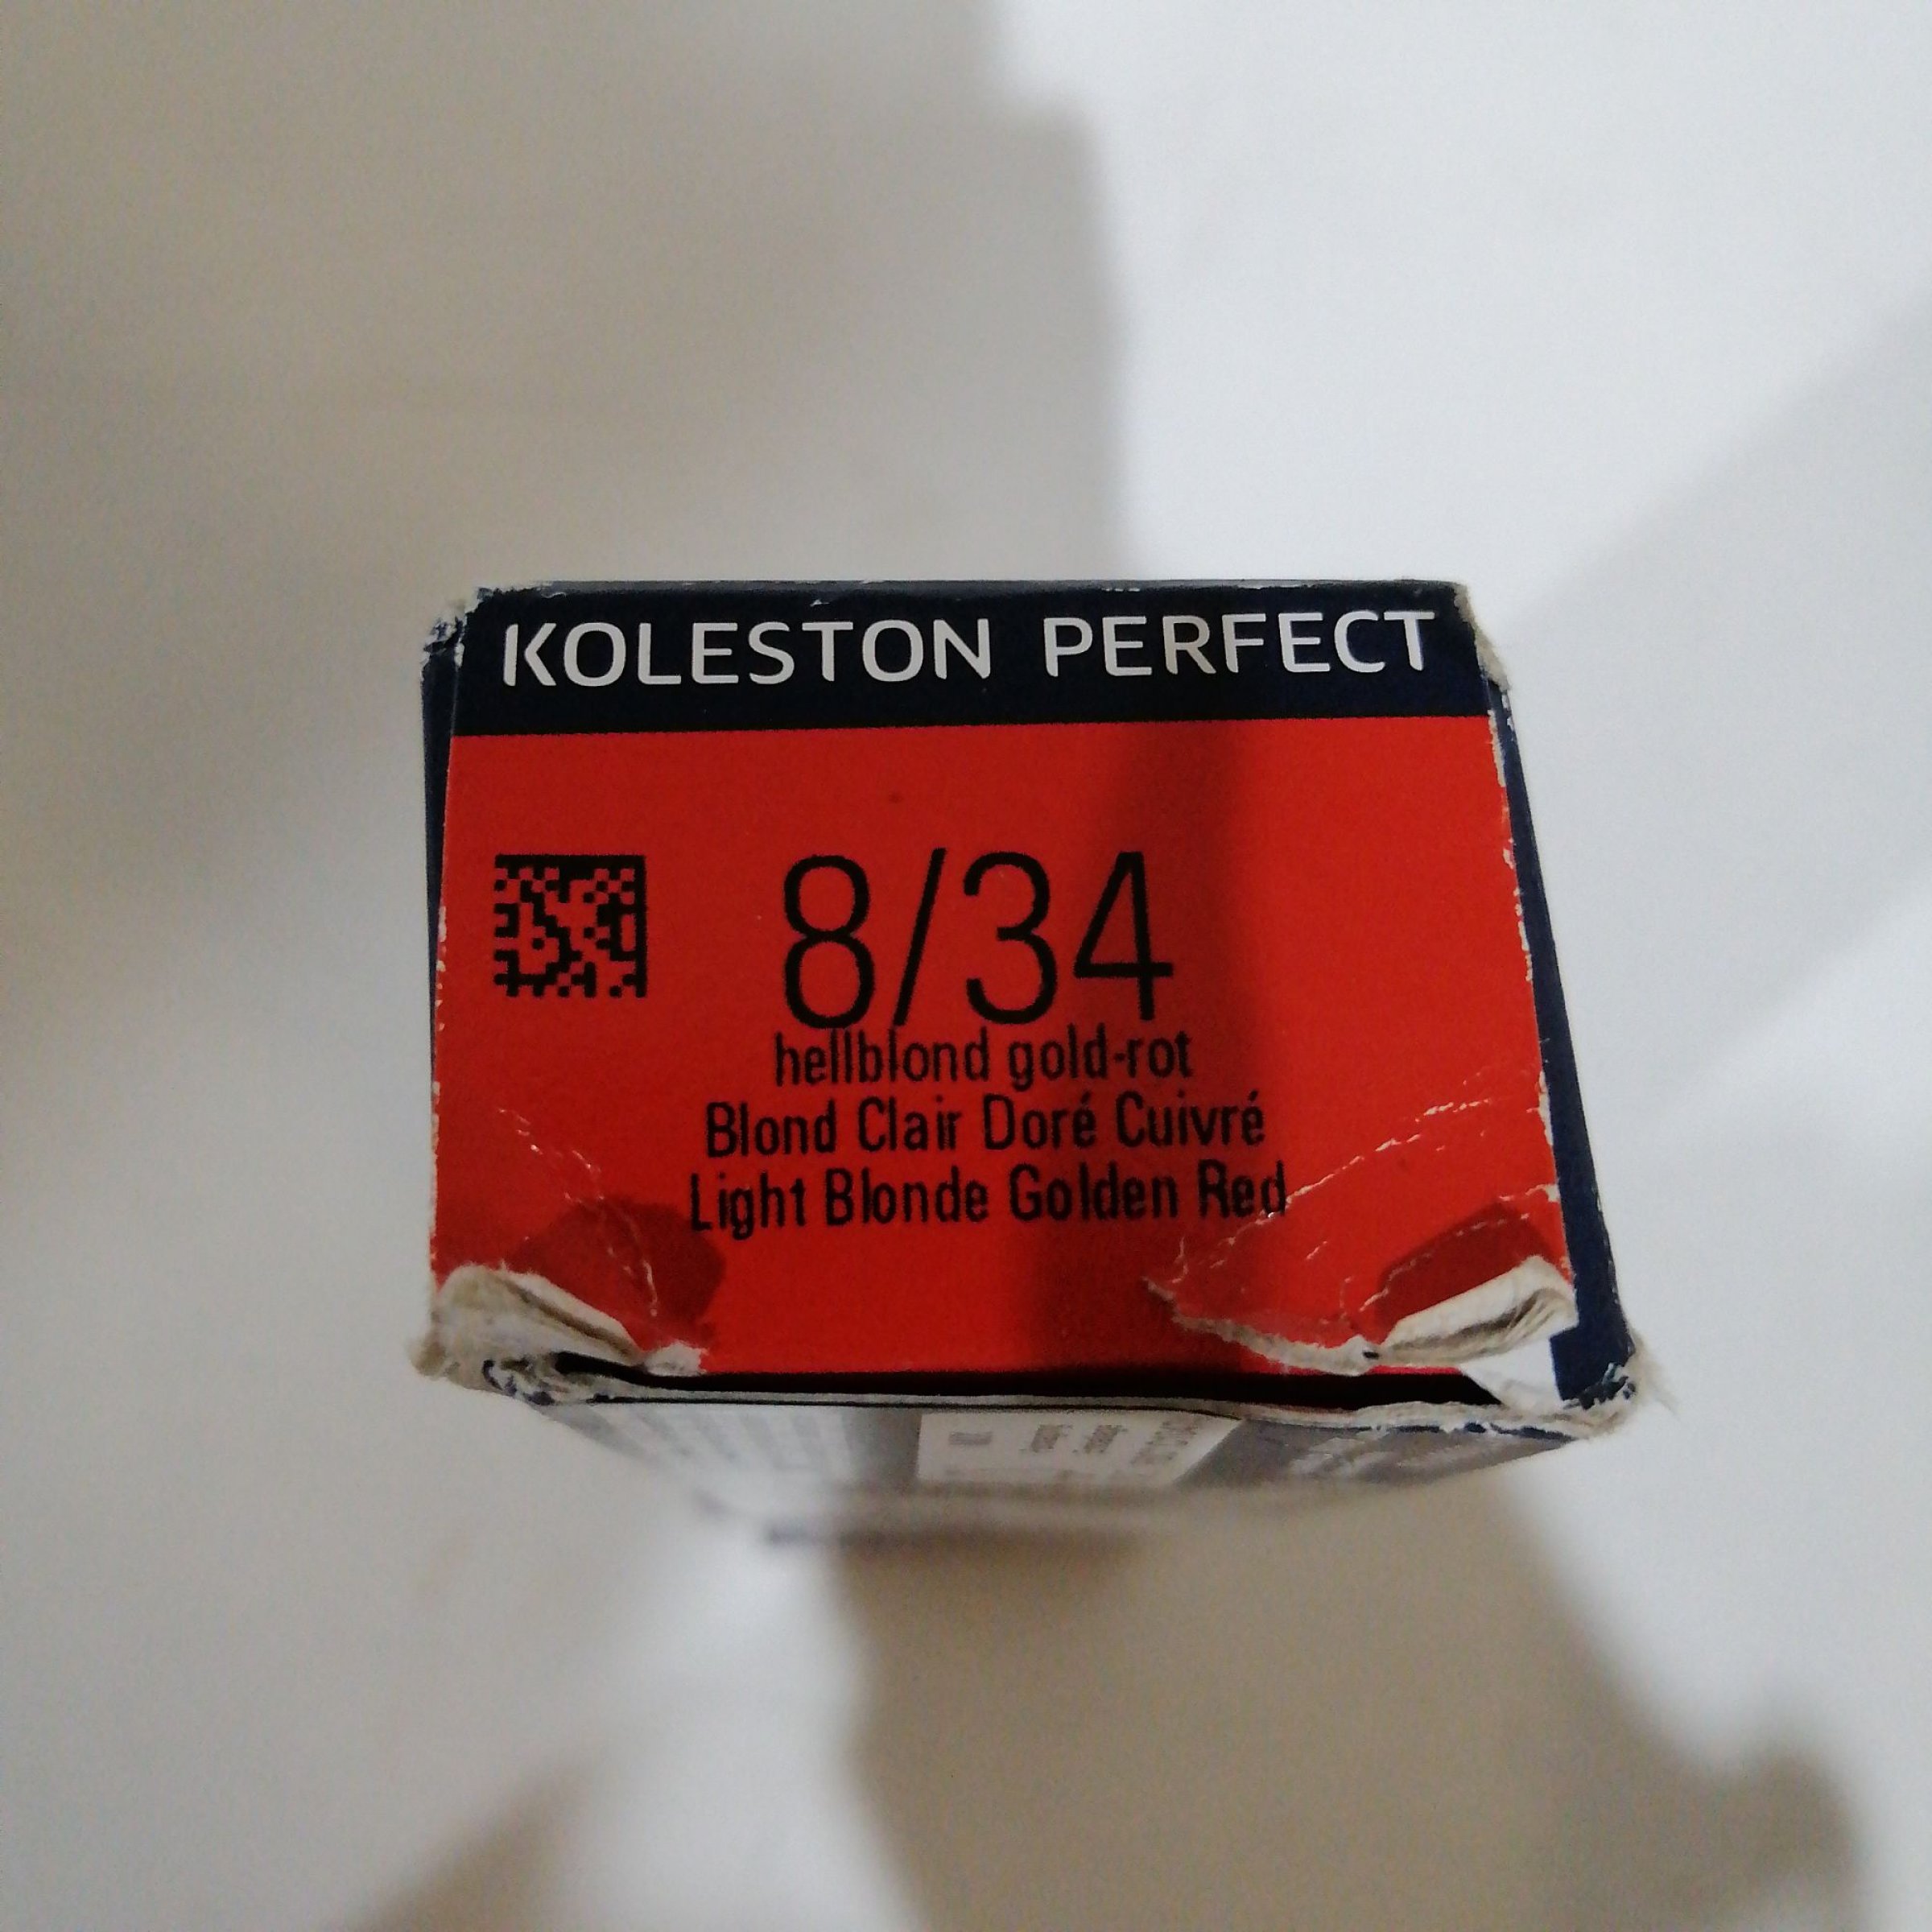 KOLESTON PERFECT
8/34
hellblond gold-rot
Blond Clair Doré Cuivré
Light Blonde Golden Red